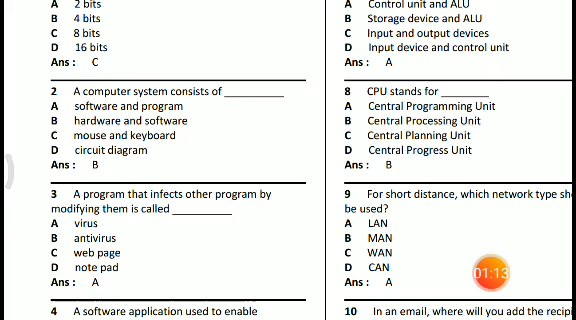 A 2 bits
B 4 bits
C 8 bits
D 16 bits
Ans : C
2 A computer system consists of ____________
A software and program
B hardware and software
C mouse and keyboard
D circuit diagram
Ans : B
3 A program that infects other program by
modifying them is called ____________
A virus
B antivirus
C web page
D note pad
Ans : A
4 A software application used to enable
A Control unit and ALU
B Storage device and ALU
C Input and output devices
D Input device and control unit
Ans : A
8 CPU stands for __________
A Central Programming Unit
B Central Processing Unit
C Central Planning Unit
D Central Progress Unit
Ans : B
9 For short distance, which network type sh
be used?
A LAN
B MAN
C WAN
D CAN
Ans : A
10 In an email, where will you add the recip
01:13